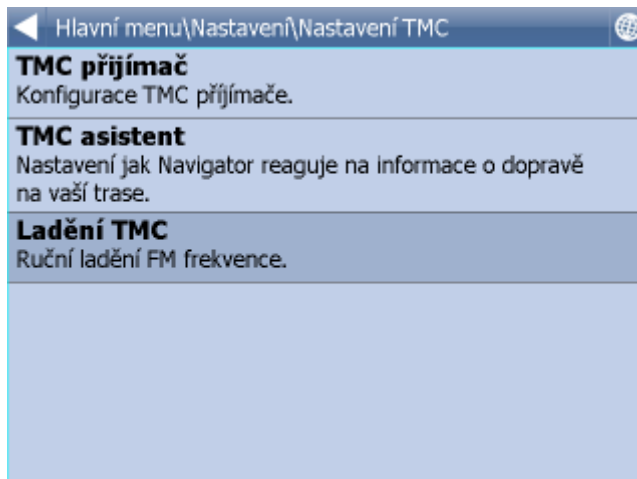 Hlavní menu\Nastavení\Nastavení TMC
TMC přijímač
Konfigurace TMC příjímače.
TMC asistent
Nastavení jak Navigator reaguje na informace o dopravě
na vaší trase.
Ladění TMC
Ruční ladění FM frekvence.